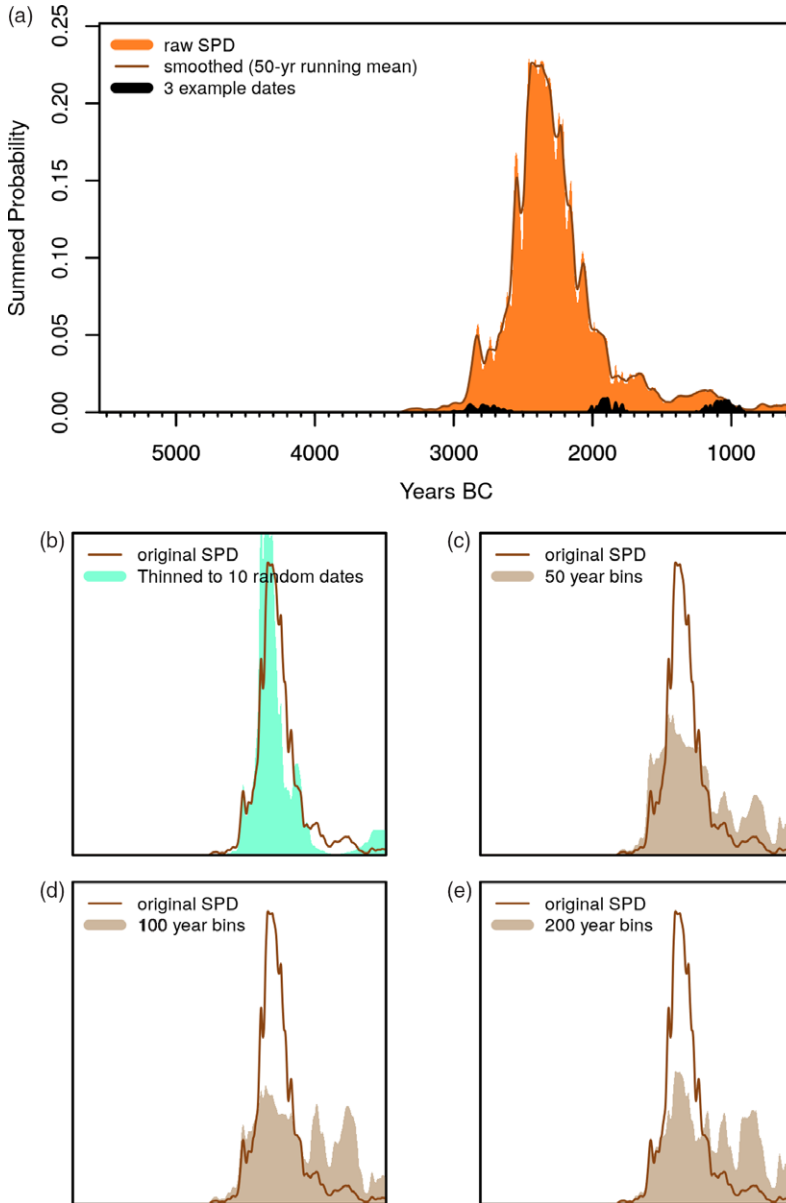 (a)
raw SPD
smoothed (50-yr running mean)
3 example dates
Summed Probability
0.25
0.20
0.15
0.10
0.05
0.00
5000 4000 3000 2000 1000
Years BC
(b)
original SPD
Thinned to 10 random dates
(c)
original SPD
50 year bins
(d)
original SPD
100 year bins
(e)
original SPD
200 year bins